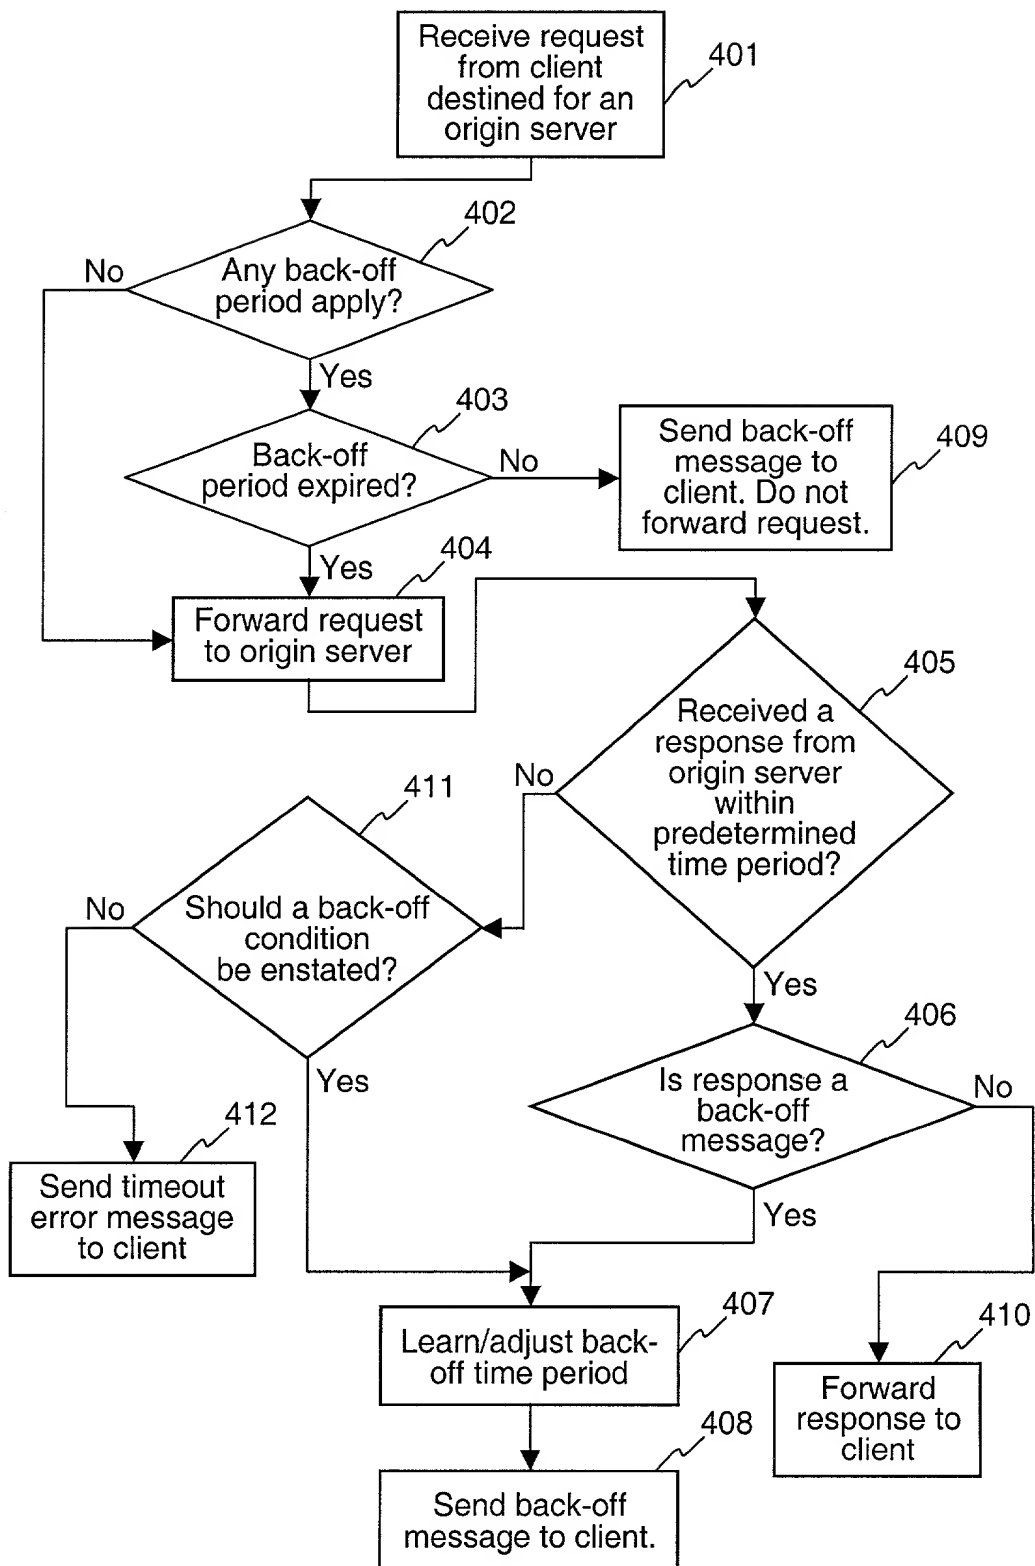 Receive request
from client
destined for an
origin server
401
402
No
Any back-off
period apply?
Yes
403
Back-off
period expired?
No
Send back-off
message to
client. Do not
forward request.
409
Yes
404
Forward request
to origin server
405
Received a
response from
origin server
within
predetermined
time period?
No
411
No
Should a back-off
condition
be enstated?
Yes
406
Yes
Is response a
back-off
message?
No
412
Send timeout
error message
to client
Yes
407
Learn/adjust back-
off time period
410
Forward
response to
client
408
Send back-off
message to client.